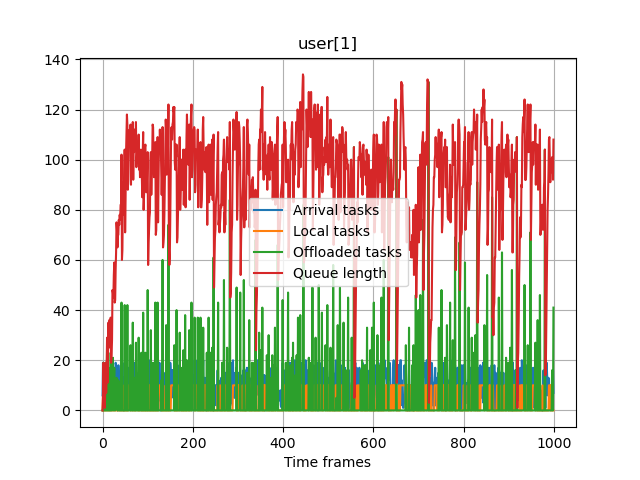 user[1]
140
120
100
80
60
40
20
0
Arrival tasks
Local tasks
Offloaded tasks
Queue length
0 200 400 600 800 1000
Time frames